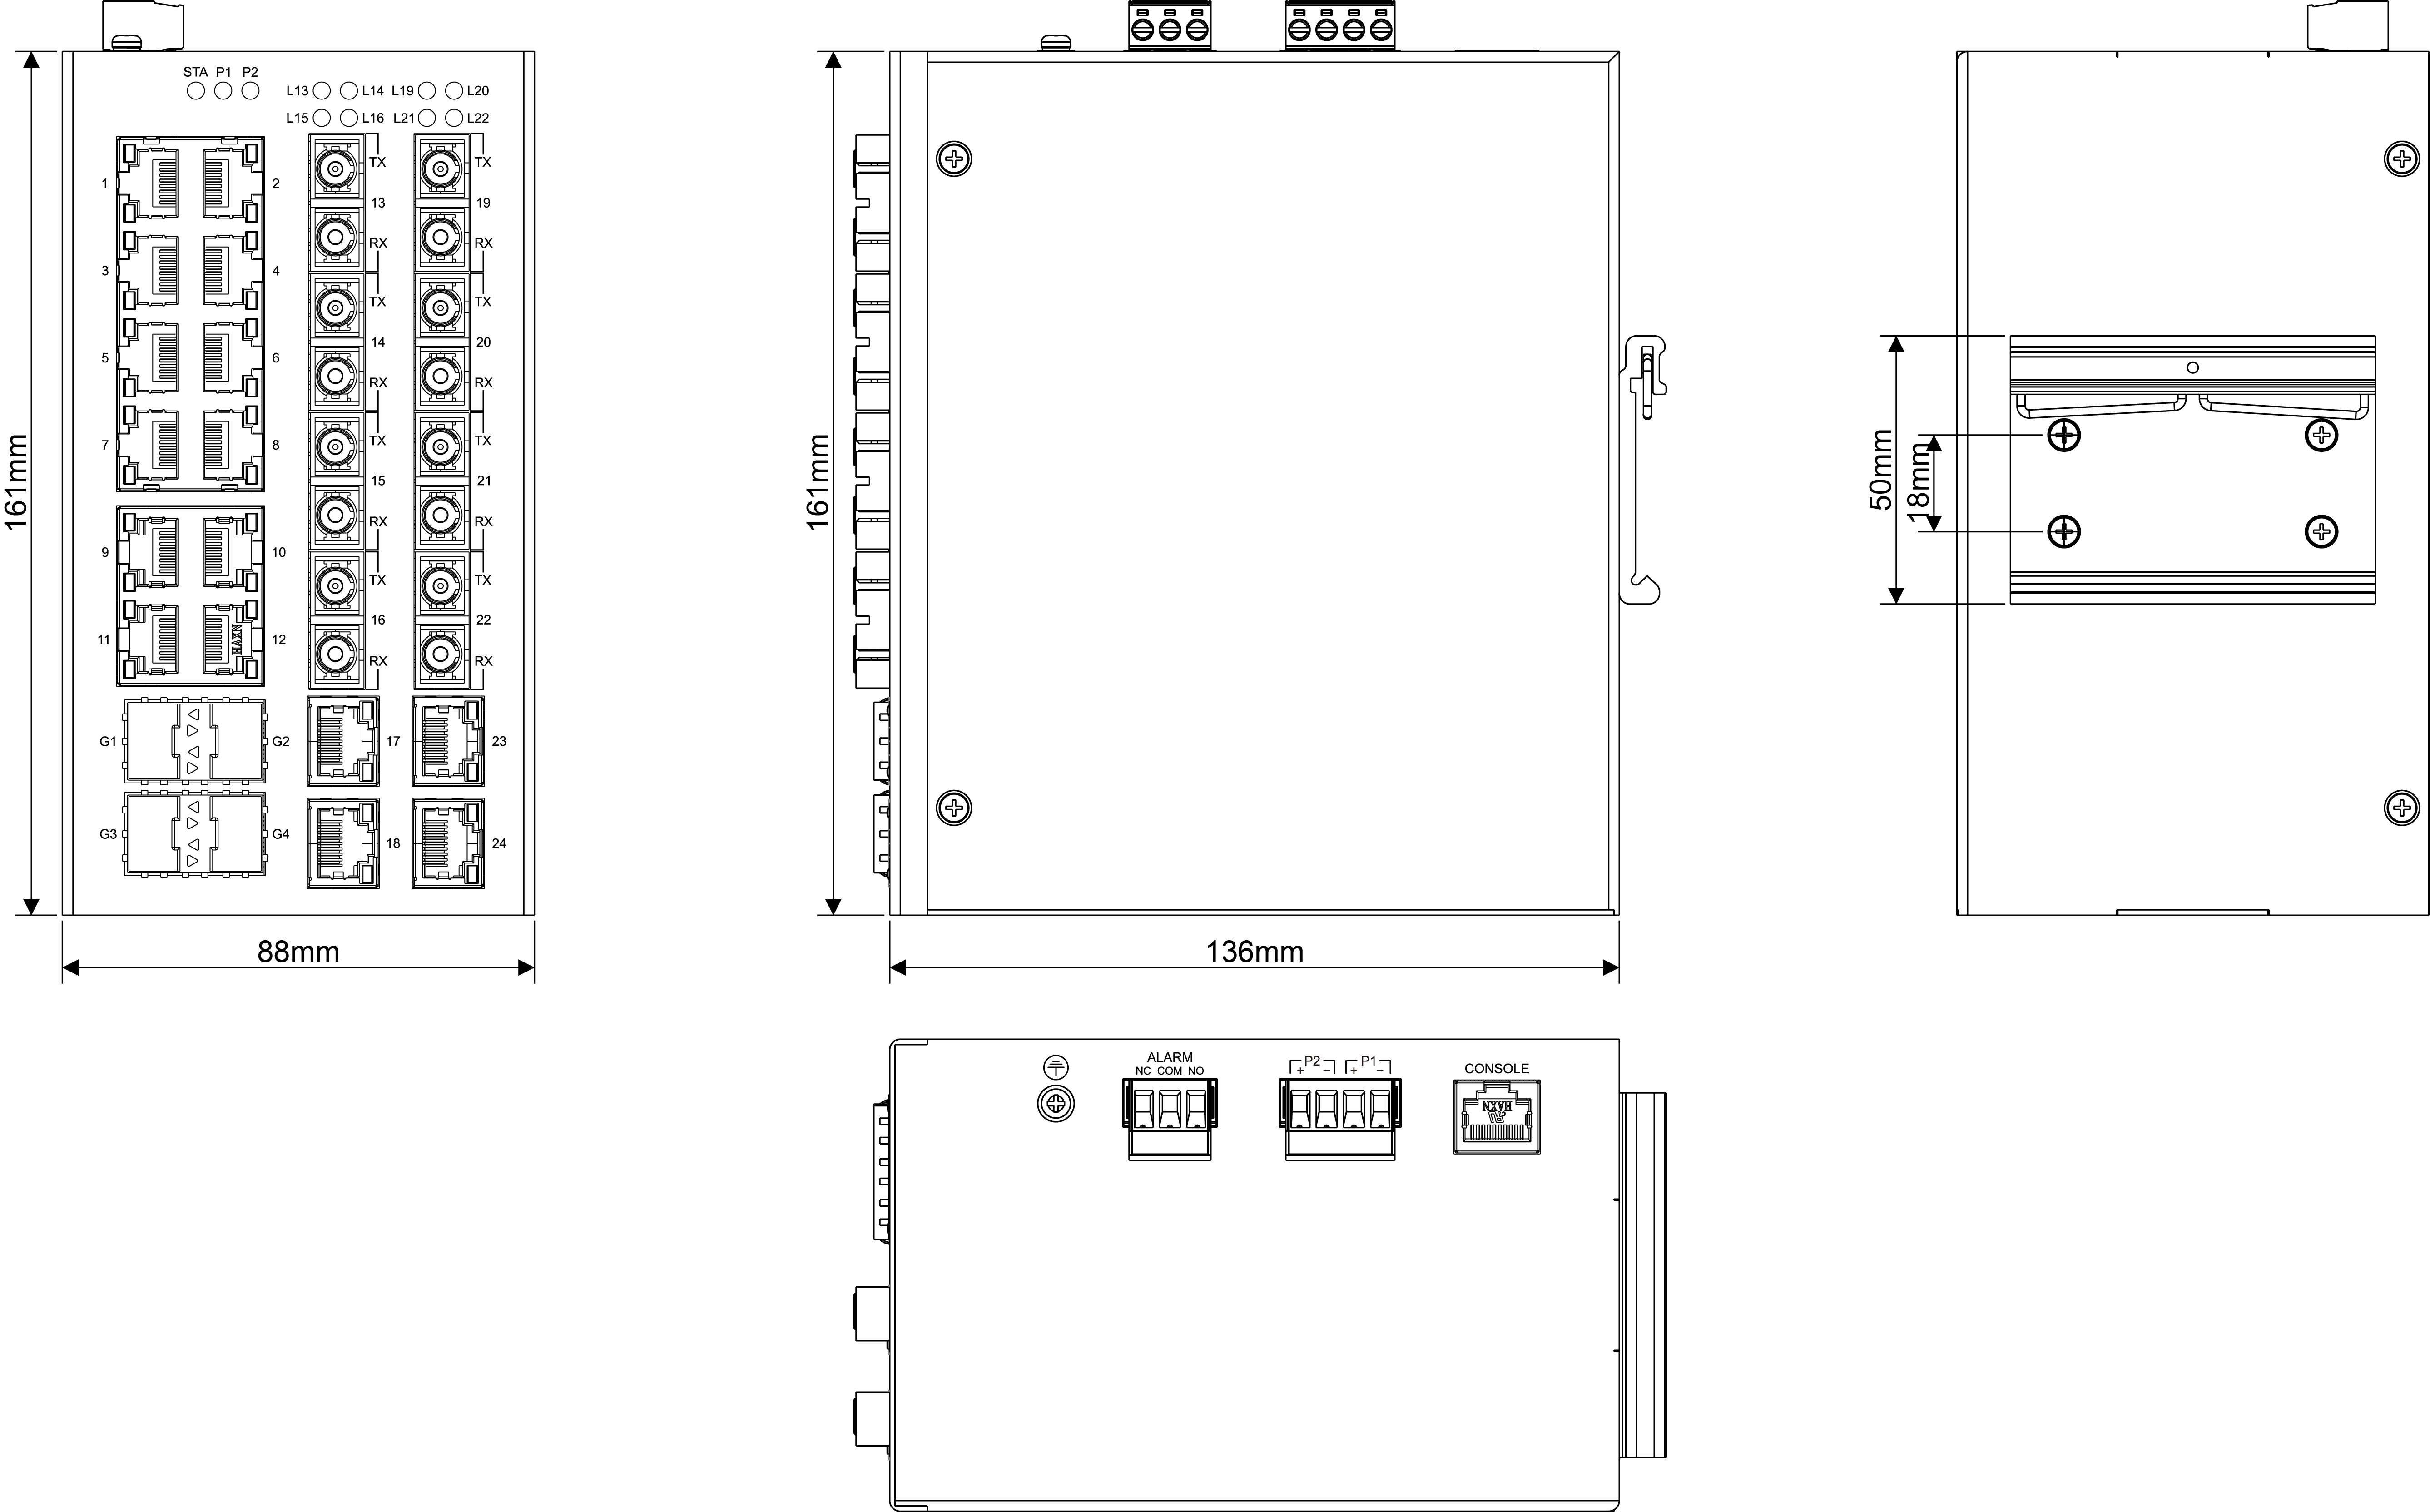 STA P1 P2
L13 L14 L19 L20
L15 L16 L21 L22
TX TX
1 2
13 19
RX RX
3 4
TX TX
14 20
5 6
RX RX
TX TX
7 8
15 21
RX RX
9 10
TX TX
16 22
11 12
HAXN
RX RX
G1 G2 17 23
G3 G4 18 24
161mm
88mm
161mm
136mm
50mm
18mm
ALARM
NC COM NO
P2 P1
+ − + −
CONSOLE
HAXN